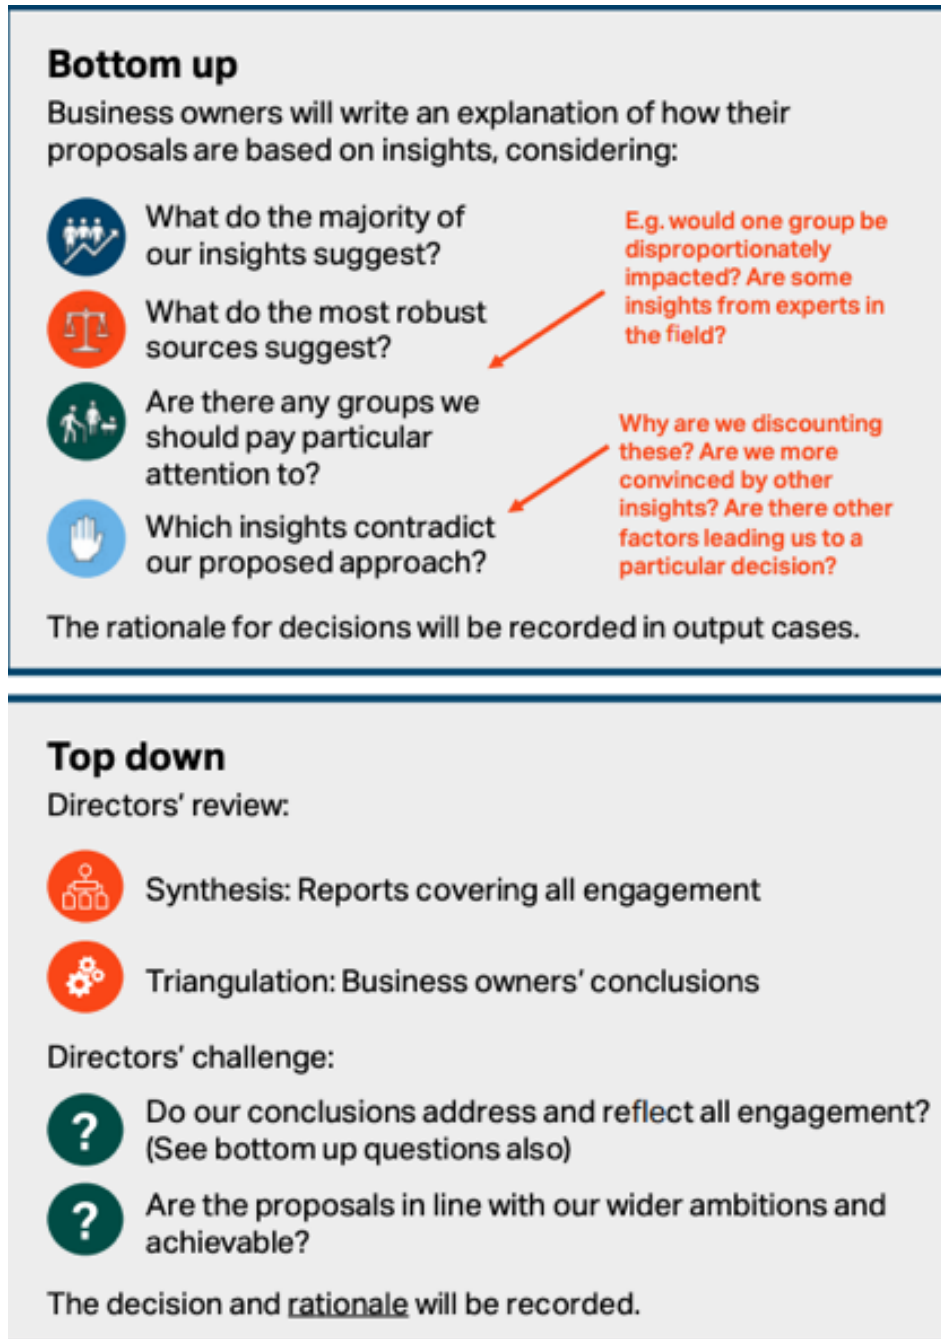 Bottom up
Business owners will write an explanation of how their
proposals are based on insights, considering:
What do the majority of
our insights suggest?
E.g. would one group be
disproportionately
impacted? Are some
insights from experts in
the field?
What do the most robust
sources suggest?
Are there any groups we
should pay particular
attention to?
Why are we discounting
these? Are we more
convinced by other
insights? Are there other
factors leading us to a
particular decision?
Which insights contradict
our proposed approach?
The rationale for decisions will be recorded in output cases.
Top down
Directors' review:
Synthesis: Reports covering all engagement
Triangulation: Business owners' conclusions
Directors' challenge:
? Do our conclusions address and reflect all engagement?
(See bottom up questions also)
? Are the proposals in line with our wider ambitions and
achievable?
The decision and rationale will be recorded.